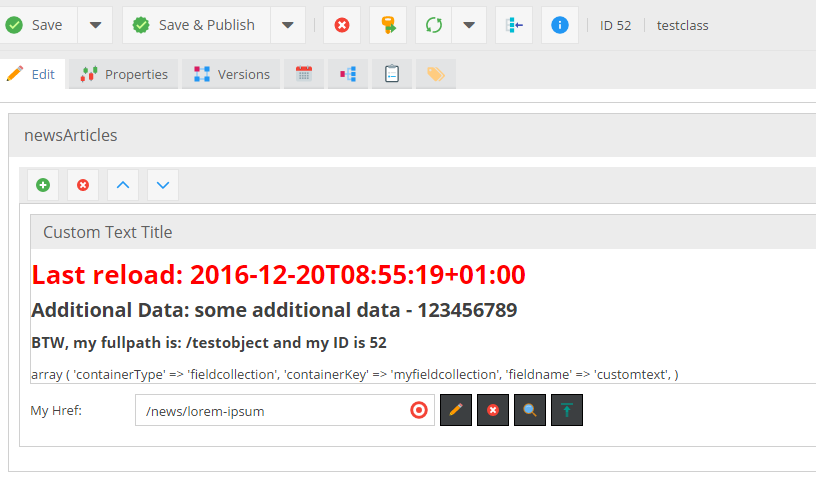 Save Save & Publish ID 52 testclass
Edit Properties Versions
newsArticles
Custom Text Title
Last reload: 2016-12-20T08:55:19+01:00
Additional Data: some additional data - 123456789
BTW, my fullpath is: /testobject and my ID is 52
array ( 'containerType' => 'fieldcollection', 'containerKey' => 'myfieldcollection', 'fieldname' => 'customtext', )
My Href: /news/lorem-ipsum